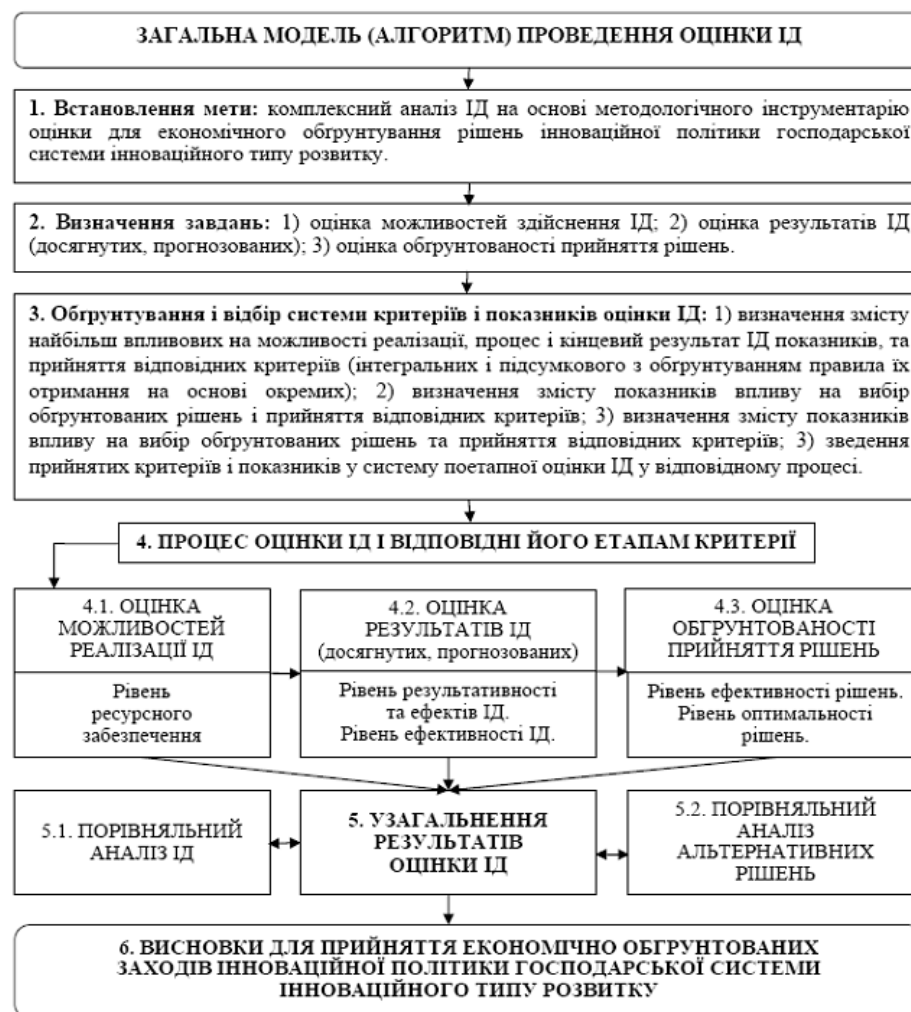 ЗАГАЛЬНА МОДЕЛЬ (АЛГОРИТМ) ПРОВЕДЕННЯ ОЦІНКИ ІД
1. Встановлення мети: комплексний аналіз ІД на основі методологічного інструментарію
оцінки для економічного обґрунтування рішень інноваційної політики господарської
системи інноваційного типу розвитку.
2. Визначення завдань: 1) оцінка можливостей здійснення ІД; 2) оцінка результатів ІД
(досягнутих, прогнозованих); 3) оцінка обґрунтованості прийняття рішень.
3. Обґрунтування і відбір системи критеріїв і показників оцінки ІД: 1) визначення змісту
найбільш впливових на можливості реалізації, процес і кінцевий результат ІД показників, та
прийняття відповідних критеріїв (інтегральних і підсумкового з обґрунтуванням правила їх
отримання на основі окремих); 2) визначення змісту показників впливу на вибір
обґрунтованих рішень і прийняття відповідних критеріїв; 3) визначення змісту показників
впливу на вибір обґрунтованих рішень та прийняття відповідних критеріїв; 3) зведення
прийнятих критеріїв і показників у систему поетапної оцінки ІД у відповідному процесі.
4. ПРОЦЕС ОЦІНКИ ІД І ВІДПОВІДНІ ЙОГО ЕТАПАМ КРИТЕРІЇ
4.1. ОЦІНКА
МОЖЛИВОСТЕЙ
РЕАЛІЗАЦІЇ ІД
Рівень
ресурсного
забезпечення
4.2. ОЦІНКА
РЕЗУЛЬТАТІВ ІД
(досягнутих, прогнозованих)
Рівень результативності
та ефектів ІД.
Рівень ефективності ІД.
4.3. ОЦІНКА
ОБГРУНТОВАНОСТІ
ПРИЙНЯТТЯ РІШЕНЬ
Рівень ефективності рішень.
Рівень оптимальності
рішень.
5.1. ПОРІВНЯЛЬНИЙ
АНАЛІЗ ІД
5. УЗАГАЛЬНЕННЯ
РЕЗУЛЬТАТІВ
ОЦІНКИ ІД
5.2. ПОРІВНЯЛЬНИЙ
АНАЛІЗ
АЛЬТЕРНАТИВНИХ
РІШЕНЬ
6. ВИСНОВКИ ДЛЯ ПРИЙНЯТТЯ ЕКОНОМІЧНО ОБГРУНТОВАНИХ
ЗАХОДІВ ІННОВАЦІЙНОЇ ПОЛІТИКИ ГОСПОДАРСЬКОЇ СИСТЕМИ
ІННОВАЦІЙНОГО ТИПУ РОЗВИТКУ